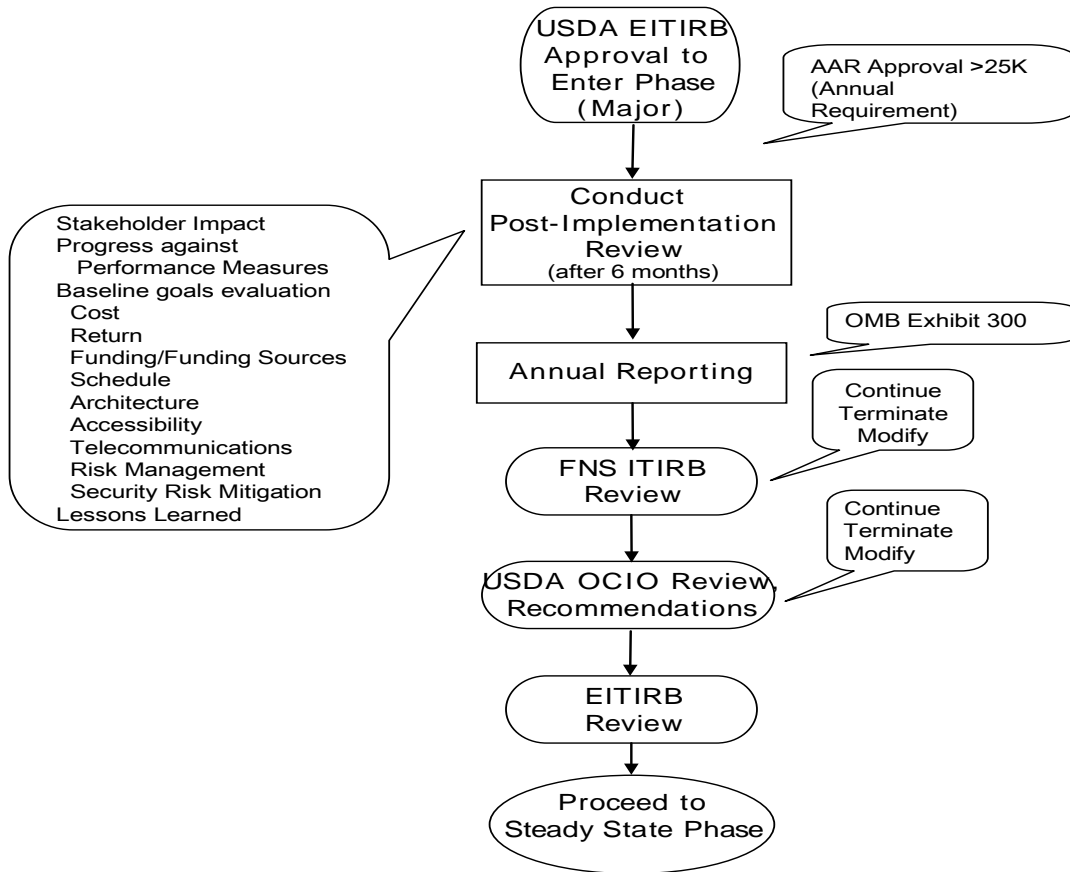 USDA EITIRB
Approval to
Enter Phase
(Major)
AAR Approval >25K
(Annual
Requirement)
Conduct
Post-Implementation
Review
(after 6 months)
Stakeholder Impact
Progress against
Performance Measures
Baseline goals evaluation
Cost
Return
Funding/Funding Sources
Schedule
Architecture
Accessibility
Telecommunications
Risk Management
Security Risk Mitigation
Lessons Learned
OMB Exhibit 300
Annual Reporting
Continue
Terminate
Modify
FNS ITIRB
Review
Continue
Terminate
Modify
USDA OCIO Review,
Recommendations
EITIRB
Review
Proceed to
Steady State Phase